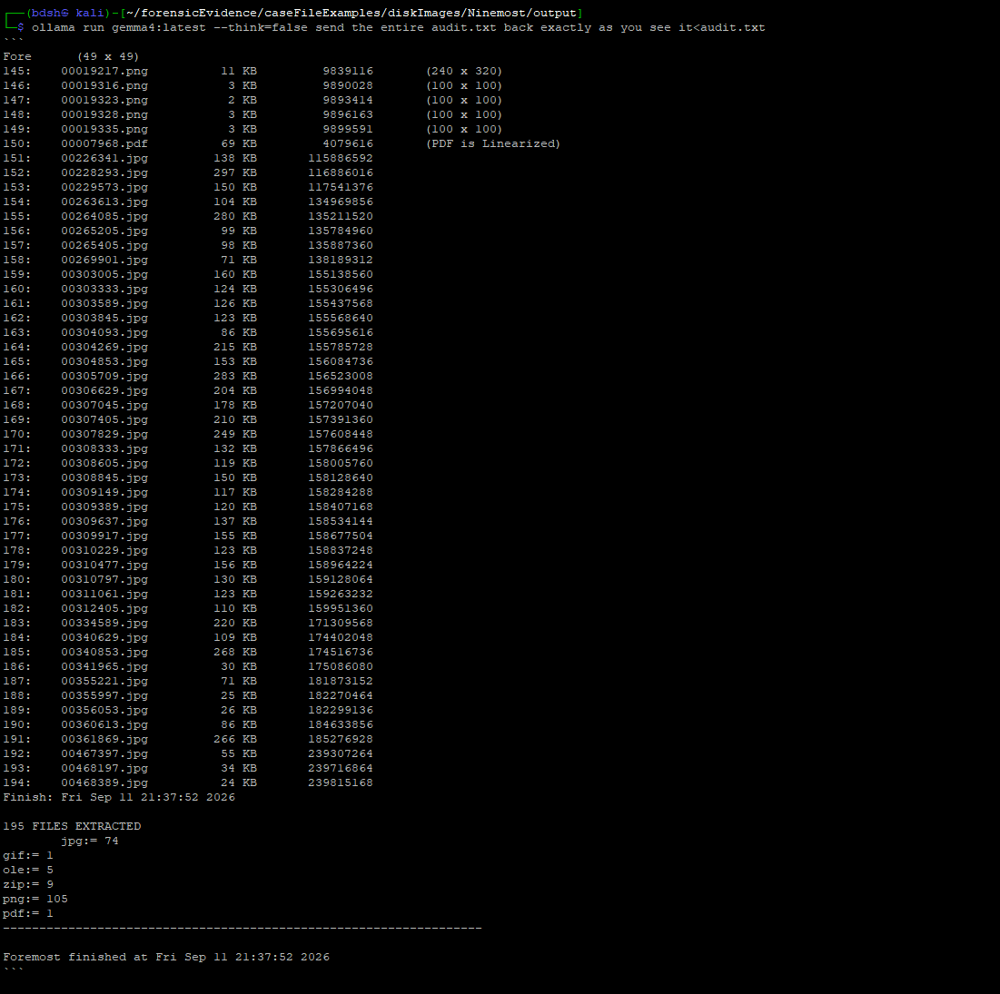 ┌──(bdsh㉿ kali)-[~/forensicEvidence/caseFileExamples/diskImages/Ninemost/output]
└─$ ollama run gemma4:latest --think=false send the entire audit.txt back exactly as you see it<audit.txt
```
Fore      (49 x 49)
145:    00019217.png          11 KB         9839116       (240 x 320)
146:    00019316.png           3 KB         9890028       (100 x 100)
147:    00019323.png           2 KB         9893414       (100 x 100)
148:    00019328.png           3 KB         9896163       (100 x 100)
149:    00019335.png           3 KB         9899591       (100 x 100)
150:    00007968.pdf          69 KB         4079616       (PDF is Linearized)
151:    00226341.jpg         138 KB       115886592
152:    00228293.jpg         297 KB       116886016
153:    00229573.jpg         150 KB       117541376
154:    00263613.jpg         104 KB       134969856
155:    00264085.jpg         280 KB       135211520
156:    00265205.jpg          99 KB       135784960
157:    00265405.jpg          98 KB       135887360
158:    00269901.jpg          71 KB       138189312
159:    00303005.jpg         160 KB       155138560
160:    00303333.jpg         124 KB       155306496
161:    00303589.jpg         126 KB       155437568
162:    00303845.jpg         123 KB       155568640
163:    00304093.jpg          86 KB       155695616
164:    00304269.jpg         215 KB       155785728
165:    00304853.jpg         153 KB       156084736
166:    00305709.jpg         283 KB       156523008
167:    00306629.jpg         204 KB       156994048
168:    00307045.jpg         178 KB       157207040
169:    00307405.jpg         210 KB       157391360
170:    00307829.jpg         249 KB       157608448
171:    00308333.jpg         132 KB       157866496
172:    00308605.jpg         119 KB       158005760
173:    00308845.jpg         150 KB       158128640
174:    00309149.jpg         117 KB       158284288
175:    00309389.jpg         120 KB       158407168
176:    00309637.jpg         137 KB       158534144
177:    00309917.jpg         155 KB       158677504
178:    00310229.jpg         123 KB       158837248
179:    00310477.jpg         156 KB       158964224
180:    00310797.jpg         130 KB       159128064
181:    00311061.jpg         123 KB       159263232
182:    00312405.jpg         110 KB       159951360
183:    00334589.jpg         220 KB       171309568
184:    00340629.jpg         109 KB       174402048
185:    00340853.jpg         268 KB       174516736
186:    00341965.jpg          30 KB       175086080
187:    00355221.jpg          71 KB       181873152
188:    00355997.jpg          25 KB       182270464
189:    00356053.jpg          26 KB       182299136
190:    00360613.jpg          86 KB       184633856
191:    00361869.jpg         266 KB       185276928
192:    00467397.jpg          55 KB       239307264
193:    00468197.jpg          34 KB       239716864
194:    00468389.jpg          24 KB       239815168
Finish: Fri Sep 11 21:37:52 2026

195 FILES EXTRACTED
        jpg:= 74
gif:= 1
ole:= 5
zip:= 9
png:= 105
pdf:= 1
------------------------------------------------------------------

Foremost finished at Fri Sep 11 21:37:52 2026
```